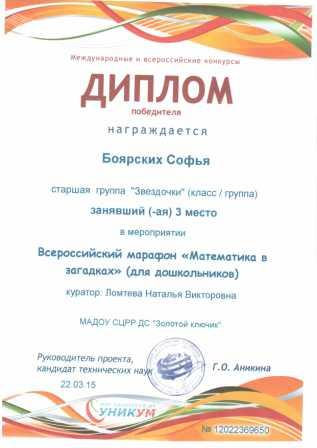 Международные и всероссийские конкурсы
ДИПЛОМ
победителя
награждается
Боярских Софья
старшая группа "Звездочки" (класс / группа)
занявший (-ая) 3 место
в мероприятии
Всероссийский марафон «Математика в
загадках» (для дошкольников)
куратор: Ломтева Наталья Викторовна
МАДОУ СЦРР ДС "Золотой ключик"
Руководитель проекта,
кандидат технических наук
Г.О. Аникина
22.03.15
УНИКУМ
№ 12022369650